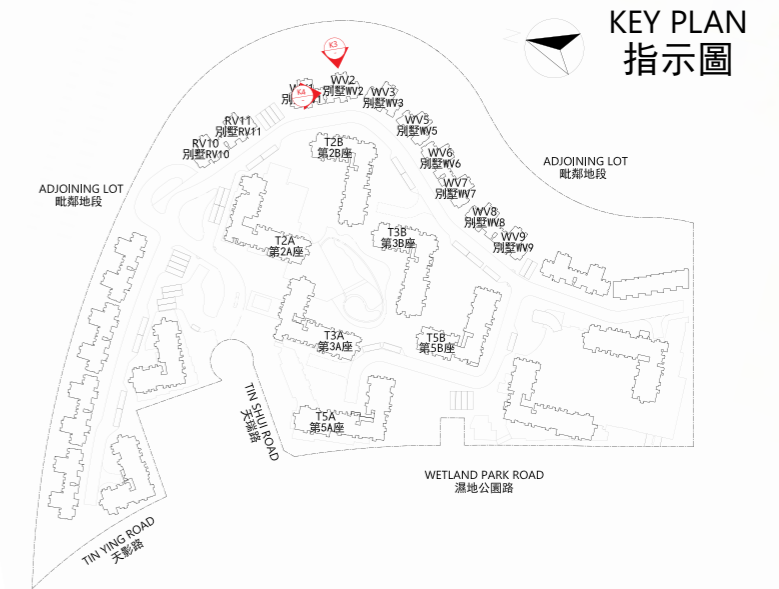 KEY PLAN
指示圖
K3
K4
WV2
別墅WV2
WV3
別墅WV3
RV11
別墅RV11
RV10
別墅RV10
WV5
別墅WV5
T2B
第2B座
WV6
別墅WV6
ADJOINING LOT
毗鄰地段
WV7
別墅WV7
ADJOINING LOT
毗鄰地段
WV8
別墅WV8
T3B
第3B座
WV9
別墅WV9
T2A
第2A座
T3A
第3A座
T5B
第5B座
TIN SHUI ROAD
天瑞路
T5A
第5A座
WETLAND PARK ROAD
濕地公園路
TIN YING ROAD
天影路